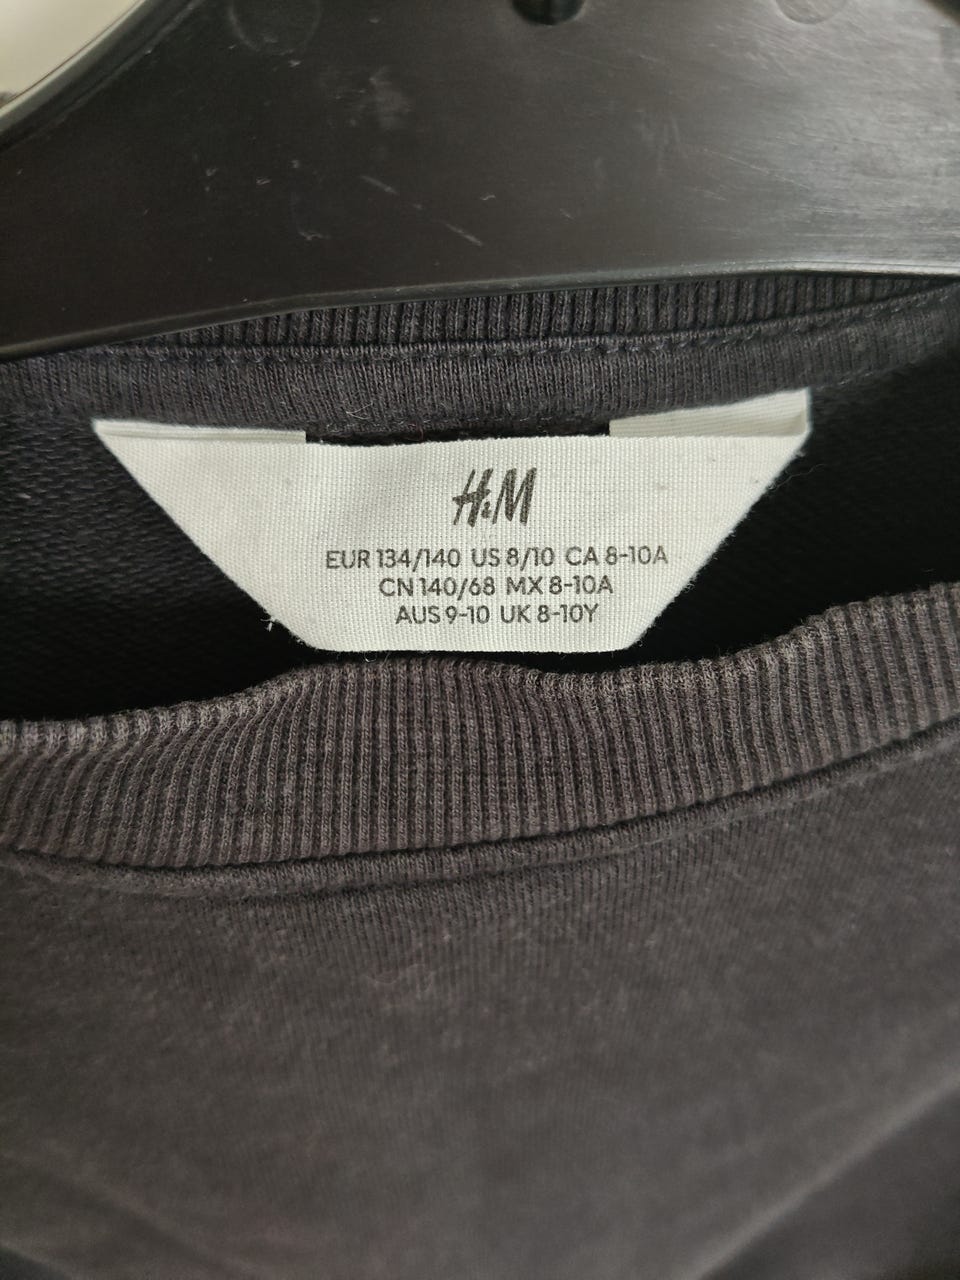 H&M
EUR 134/140 US 8/10 CA 8-10A
CN 140/68 MX 8-10A
AUS 9-10 UK 8-10Y